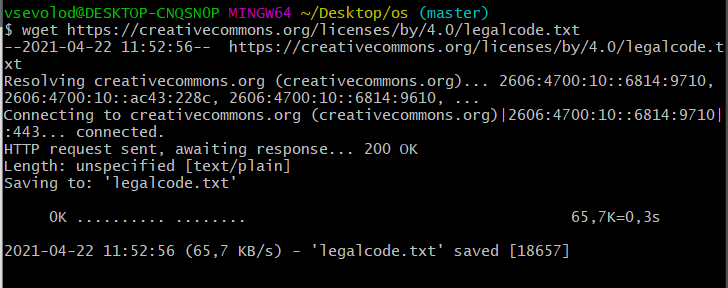 vsevolod@DESKTOP-CNQSNOP MINGW64 ~/Desktop/os (master)
$ wget https://creativecommons.org/licenses/by/4.0/legalcode.txt
--2021-04-22 11:52:56--  https://creativecommons.org/licenses/by/4.0/legalcode.t
xt
Resolving creativecommons.org (creativecommons.org)... 2606:4700:10::6814:9710,
2606:4700:10::ac43:228c, 2606:4700:10::6814:9610, ...
Connecting to creativecommons.org (creativecommons.org)|2606:4700:10::6814:9710|
:443... connected.
HTTP request sent, awaiting response... 200 OK
Length: unspecified [text/plain]
Saving to: 'legalcode.txt'
0K .......... ........ 65,7K=0,3s
2021-04-22 11:52:56 (65,7 KB/s) - 'legalcode.txt' saved [18657]